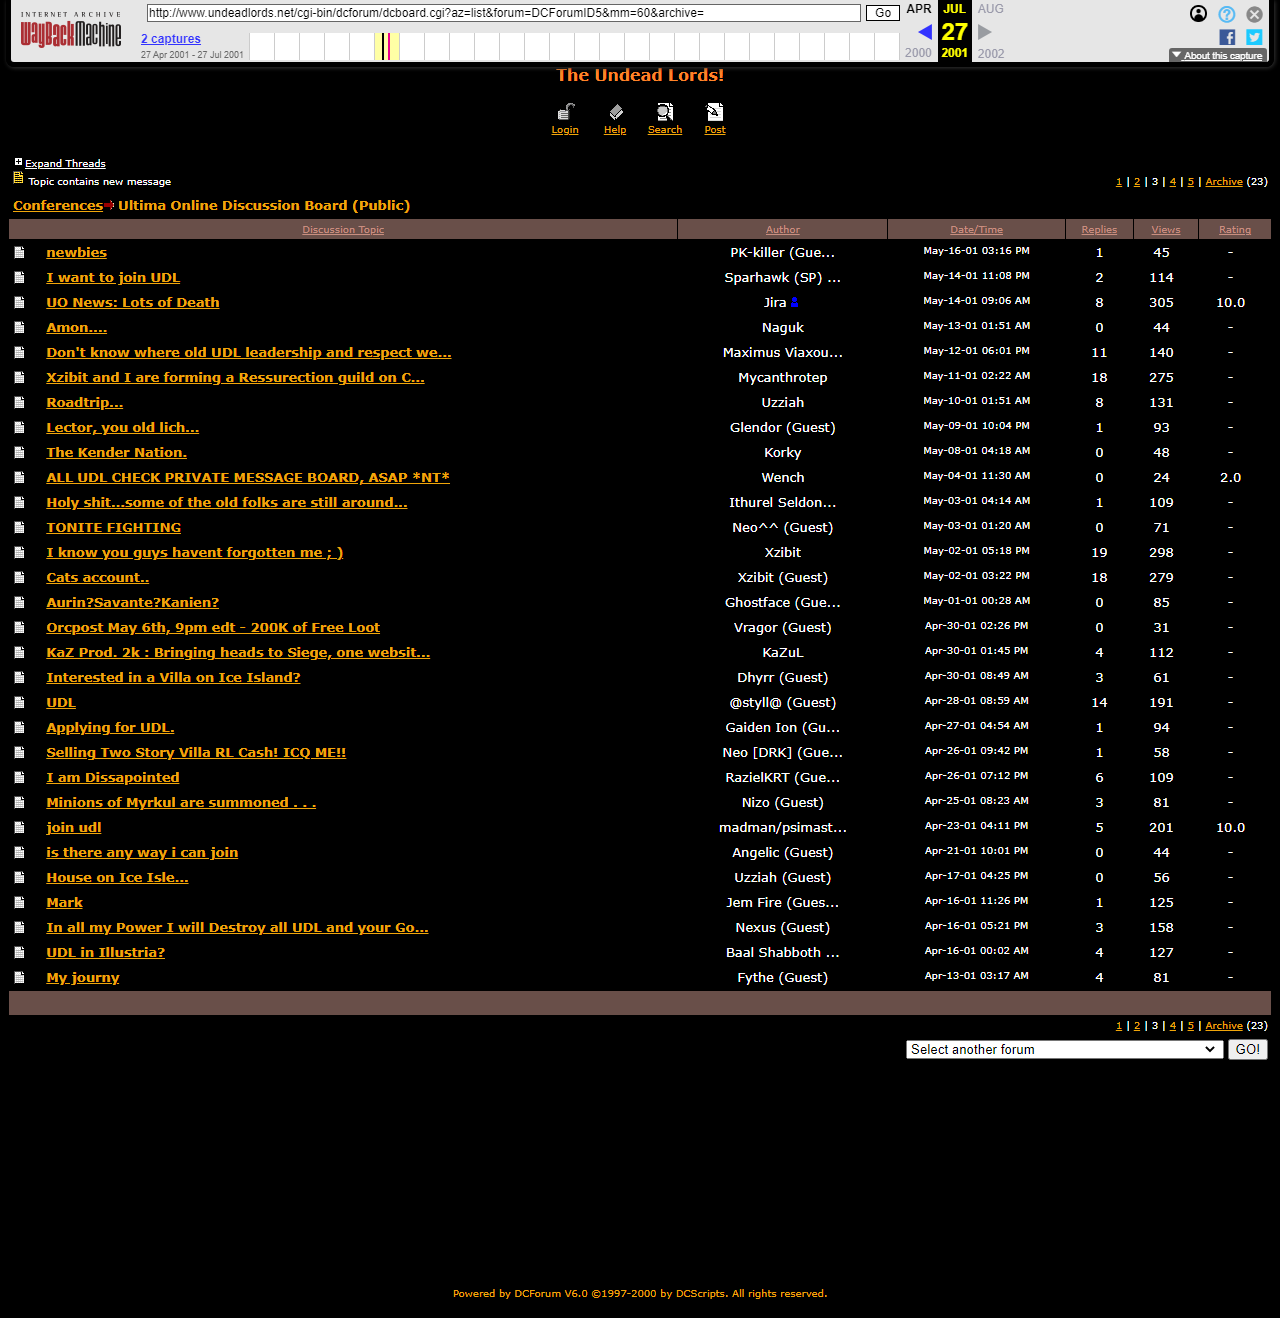 INTERNET ARCHIVE
WayBackMachine
http://www.undeadlords.net/cgi-bin/dcforum/dcboard.cgi?az=list&forum=DCForumID5&mm=60&archive= Go
APR JUL AUG
2 captures
27
27 Apr 2001 - 27 Jul 2001
2000 2001 2002
About this capture
The Undead Lords!
Login Help Search Post
Expand Threads
Topic contains new message
1 | 2 | 3 | 4 | 5 | Archive (23)
Conferences Ultima Online Discussion Board (Public)
Discussion Topic Author Date/Time Replies Views Rating
newbies PK-killer (Gue... May-16-01 03:16 PM 1 45 -
I want to join UDL Sparhawk (SP) ... May-14-01 11:08 PM 2 114 -
UO News: Lots of Death Jira May-14-01 09:06 AM 8 305 10.0
Amon.... Naguk May-13-01 01:51 AM 0 44 -
Don't know where old UDL leadership and respect we... Maximus Viaxou... May-12-01 06:01 PM 11 140 -
Xzibit and I are forming a Ressurection guild on C... Mycanthrotep May-11-01 02:22 AM 18 275 -
Roadtrip... Uzziah May-10-01 01:51 AM 8 131 -
Lector, you old lich... Glendor (Guest) May-09-01 10:04 PM 1 93 -
The Kender Nation. Korky May-08-01 04:18 AM 0 48 -
ALL UDL CHECK PRIVATE MESSAGE BOARD, ASAP *NT* Wench May-04-01 11:30 AM 0 24 2.0
Holy shit...some of the old folks are still around... Ithurel Seldon... May-03-01 04:14 AM 1 109 -
TONITE FIGHTING Neo^^ (Guest) May-03-01 01:20 AM 0 71 -
I know you guys havent forgotten me ; ) Xzibit May-02-01 05:18 PM 19 298 -
Cats account.. Xzibit (Guest) May-02-01 03:22 PM 18 279 -
Aurin?Savante?Kanien? Ghostface (Gue... May-01-01 00:28 AM 0 85 -
Orcpost May 6th, 9pm edt - 200K of Free Loot Vragor (Guest) Apr-30-01 02:26 PM 0 31 -
KaZ Prod. 2k : Bringing heads to Siege, one websit... KaZuL Apr-30-01 01:45 PM 4 112 -
Interested in a Villa on Ice Island? Dhyrr (Guest) Apr-30-01 08:49 AM 3 61 -
UDL @styll@ (Guest) Apr-28-01 08:59 AM 14 191 -
Applying for UDL. Gaiden Ion (Gu... Apr-27-01 04:54 AM 1 94 -
Selling Two Story Villa RL Cash! ICQ ME!! Neo [DRK] (Gue... Apr-26-01 09:42 PM 1 58 -
I am Dissapointed RazielKRT (Gue... Apr-26-01 07:12 PM 6 109 -
Minions of Myrkul are summoned . . . Nizo (Guest) Apr-25-01 08:23 AM 3 81 -
join udl madman/psimast... Apr-23-01 04:11 PM 5 201 10.0
is there any way i can join Angelic (Guest) Apr-21-01 10:01 PM 0 44 -
House on Ice Isle... Uzziah (Guest) Apr-17-01 04:25 PM 0 56 -
Mark Jem Fire (Gues... Apr-16-01 11:26 PM 1 125 -
In all my Power I will Destroy all UDL and your Go... Nexus (Guest) Apr-16-01 05:21 PM 3 158 -
UDL in Illustria? Baal Shabboth ... Apr-16-01 00:02 AM 4 127 -
My journy Fythe (Guest) Apr-13-01 03:17 AM 4 81 -
1 | 2 | 3 | 4 | 5 | Archive (23)
Select another forum GO!
Powered by DCForum V6.0 ©1997-2000 by DCScripts. All rights reserved.